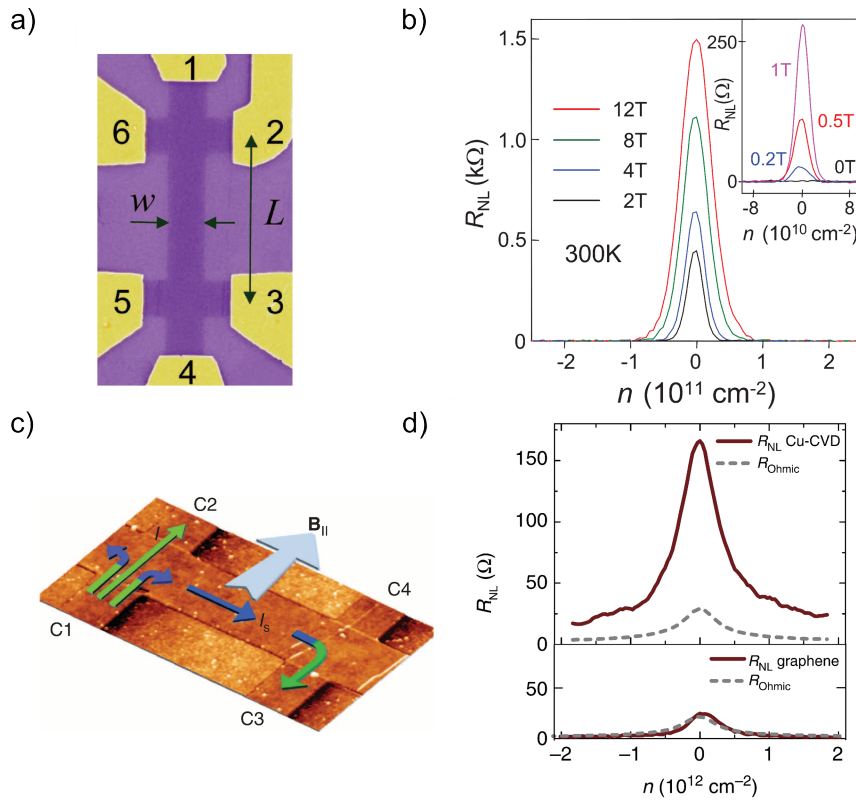 a)
1
6
2
w
L
5
3
4
b)
R_NL (kΩ)
1.5
1.0
0.5
0
12T
8T
4T
2T
300K
-2
-1
0
1
2
n (10^11 cm^-2)
R_NL (Ω)
250
0
1T
0.5T
0.2T
0T
-8
0
8
n (10^10 cm^-2)
c)
C2
I
B_II
C4
C1
I_s
C3
d)
R_NL (Ω)
150
100
50
25
0
R_NL Cu-CVD
R_Ohmic
50
0
R_NL graphene
R_Ohmic
−2
−1
0
1
2
n (10^12 cm^−2)